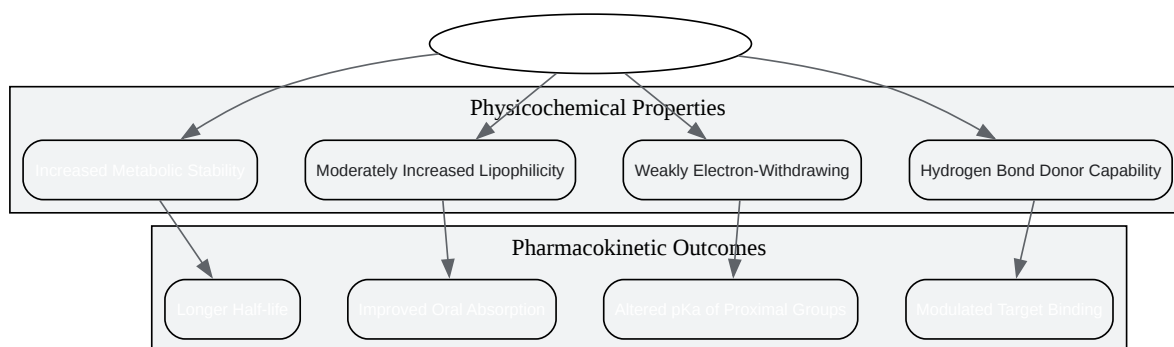 Physicochemical Properties
Increased Metabolic Stability
Moderately Increased Lipophilicity
Weakly Electron-Withdrawing
Hydrogen Bond Donor Capability
Pharmacokinetic Outcomes
Longer Half-life
Improved Oral Absorption
Altered pKa of Proximal Groups
Modulated Target Binding